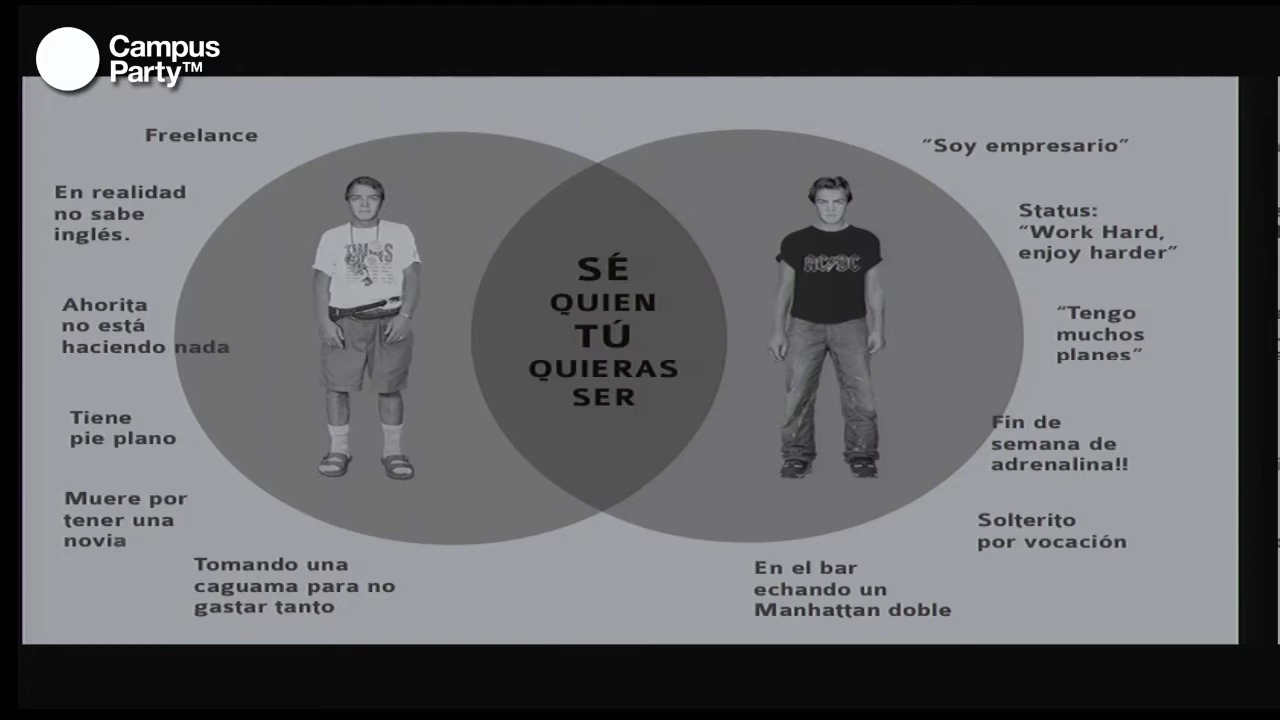 Campus
Party™
Freelance
En realidad
no sabe
inglés.
Ahorita
no está
haciendo nada
Tiene
pie plano
Muere por
tener una
novia
Tomando una
caguama para no
gastar tanto
SÉ
QUIEN
TÚ
QUIERAS
SER
AC/DC
“Soy empresario”
Status:
“Work Hard,
enjoy harder”
“Tengo
muchos
planes”
Fin de
semana de
adrenalina!!
Solterito
por vocación
En el bar
echando un
Manhattan doble